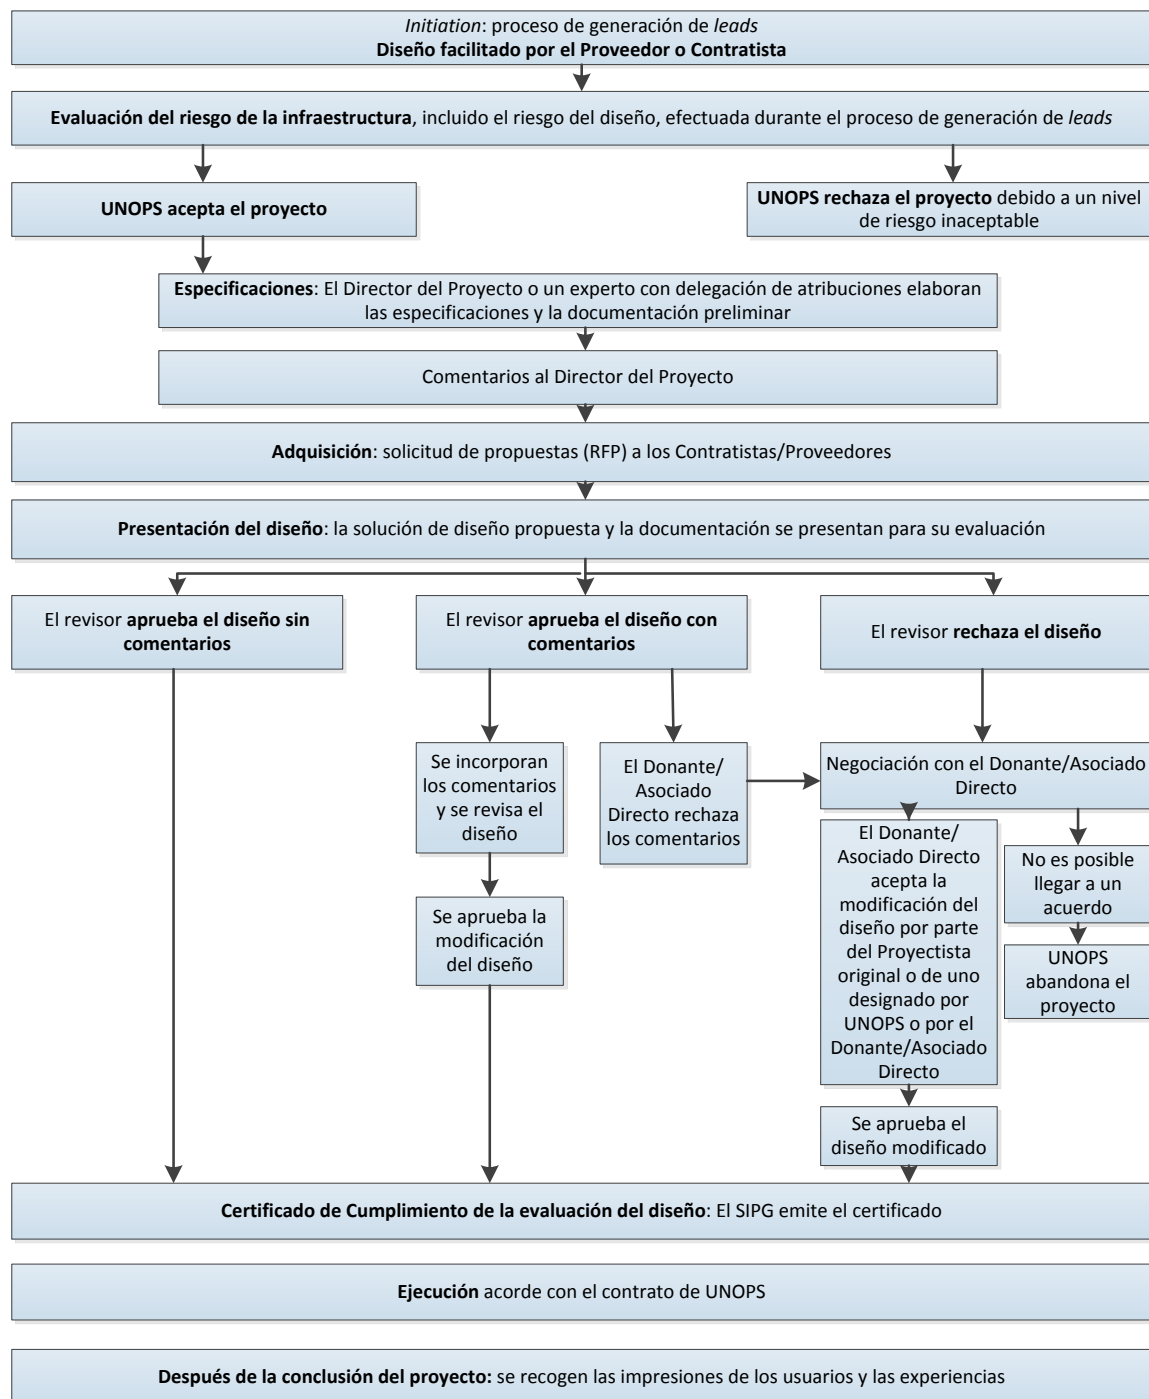 Initiation: proceso de generación de leads
Diseño facilitado por el Proveedor o Contratista
Evaluación del riesgo de la infraestructura, incluido el riesgo del diseño, efectuada durante el proceso de generación de leads
UNOPS acepta el proyecto
UNOPS rechaza el proyecto debido a un nivel
de riesgo inaceptable
Especificaciones: El Director del Proyecto o un experto con delegación de atribuciones elaboran
las especificaciones y la documentación preliminar
Comentarios al Director del Proyecto
Adquisición: solicitud de propuestas (RFP) a los Contratistas/Proveedores
Presentación del diseño: la solución de diseño propuesta y la documentación se presentan para su evaluación
El revisor aprueba el diseño sin
comentarios
El revisor aprueba el diseño con
comentarios
El revisor rechaza el diseño
Se incorporan
los comentarios
y se revisa el
diseño
El Donante/
Asociado
Directo rechaza
los comentarios
Negociación con el Donante/Asociado
Directo
Se aprueba la
modificación
del diseño
El Donante/
Asociado Directo
acepta la
modificación del
diseño por parte
del Proyectista
original o de uno
designado por
UNOPS o por el
Donante/Asociado
Directo
No es posible
llegar a un
acuerdo
UNOPS
abandona el
proyecto
Se aprueba el
diseño modificado
Certificado de Cumplimiento de la evaluación del diseño: El SIPG emite el certificado
Ejecución acorde con el contrato de UNOPS
Después de la conclusión del proyecto: se recogen las impresiones de los usuarios y las experiencias